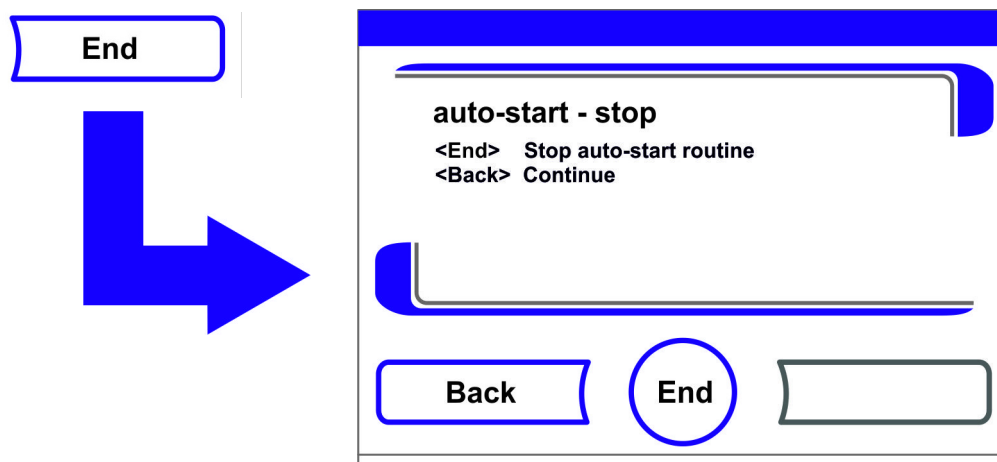 End
auto-start - stop
<End> Stop auto-start routine
<Back> Continue
Back
End